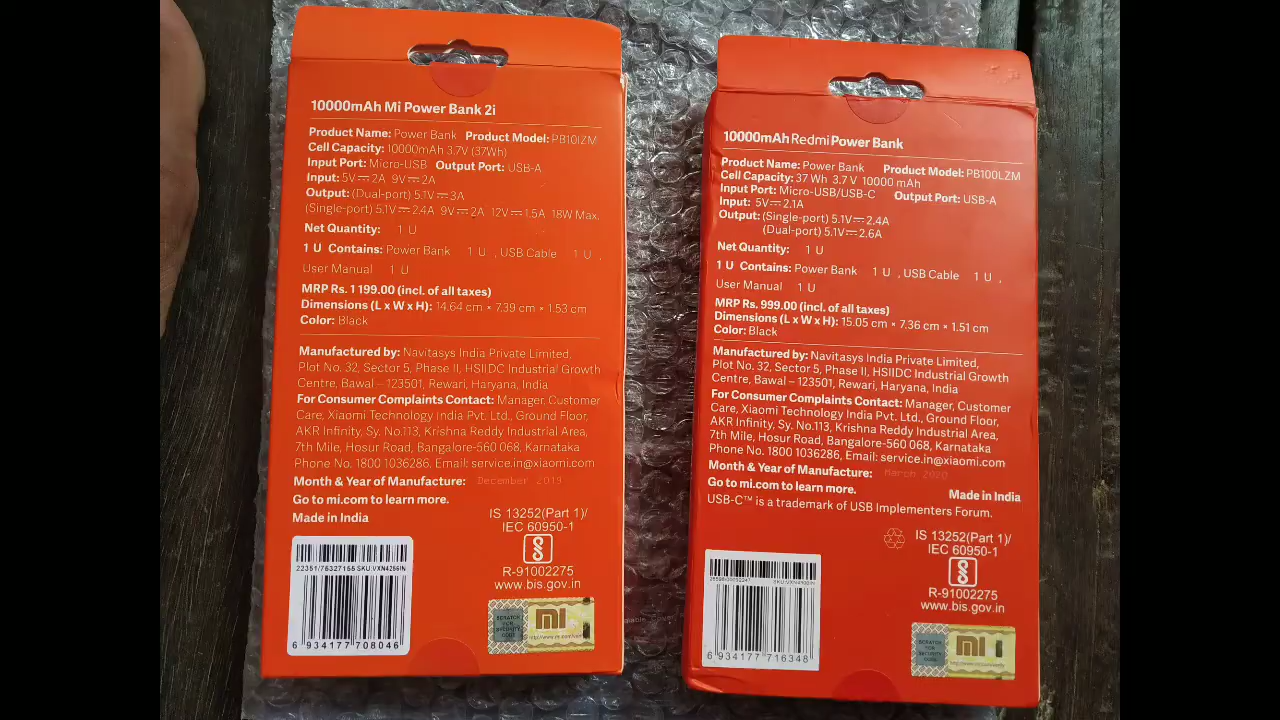 10000mAh Mi Power Bank 2i
Product Name: Power Bank Product Model: PB10IZM
Cell Capacity: 10000mAh 3.7V (37Wh)
Input Port: Micro-USB Output Port: USB-A
Input: 5V⎓2A 9V⎓2A
Output: (Dual-port) 5.1V⎓3A
(Single-port) 5.1V⎓2.4A 9V⎓2A 12V⎓1.5A 18W Max.
Net Quantity: 1 U
1 U Contains: Power Bank 1 U , USB Cable 1 U ,
User Manual 1 U
MRP Rs. 1199.00 (incl. of all taxes)
Dimensions (L x W x H): 14.64 cm × 7.39 cm × 1.53 cm
Color: Black
Manufactured by: Navitasys India Private Limited,
Plot No. 32, Sector 5, Phase II, HSIIDC Industrial Growth
Centre, Bawal – 123501, Rewari, Haryana, India
For Consumer Complaints Contact: Manager, Customer
Care, Xiaomi Technology India Pvt. Ltd., Ground Floor,
AKR Infinity, Sy. No.113, Krishna Reddy Industrial Area,
7th Mile, Hosur Road, Bangalore-560 068, Karnataka
Phone No. 1800 1036286. Email: service.in@xiaomi.com
Month & Year of Manufacture: December 2019
Go to mi.com to learn more.
Made in India
IS 13252(Part 1)/
IEC 60950-1
R-91002275
www.bis.gov.in
22351/76327155 SKU:VXN4256IN
6 934177 708046
SCRATCH
FOR
SECURITY
CODE
MI
10000mAh Redmi Power Bank
Product Name: Power Bank Product Model: PB100LZM
Cell Capacity: 37 Wh 3.7 V 10000 mAh
Input Port: Micro-USB/USB-C Output Port: USB-A
Input: 5V⎓2.1A
Output: (Single-port) 5.1V⎓2.4A
(Dual-port) 5.1V⎓2.6A
Net Quantity: 1 U
1 U Contains: Power Bank 1 U , USB Cable 1 U ,
User Manual 1 U
MRP Rs. 999.00 (incl. of all taxes)
Dimensions (L x W x H): 15.05 cm × 7.36 cm × 1.51 cm
Color: Black
Manufactured by: Navitasys India Private Limited,
Plot No. 32, Sector 5, Phase II, HSIIDC Industrial Growth
Centre, Bawal – 123501, Rewari, Haryana, India
For Consumer Complaints Contact: Manager, Customer
Care, Xiaomi Technology India Pvt. Ltd., Ground Floor,
AKR Infinity, Sy. No.113, Krishna Reddy Industrial Area,
7th Mile, Hosur Road, Bangalore-560 068, Karnataka
Phone No. 1800 1036286, Email: service.in@xiaomi.com
Month & Year of Manufacture: March 2020
Go to mi.com to learn more. Made in India
USB-C™ is a trademark of USB Implementers Forum.
IS 13252(Part 1)/
IEC 60950-1
R-91002275
www.bis.gov.in
6 934177 716348
SCRATCH
FOR
SECURITY
CODE
MI